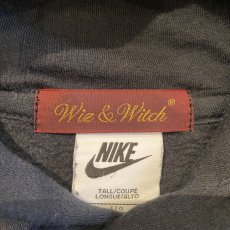 Wiz & Witch®
NIKE
TALL/COUPE
LONGUE/ALTO